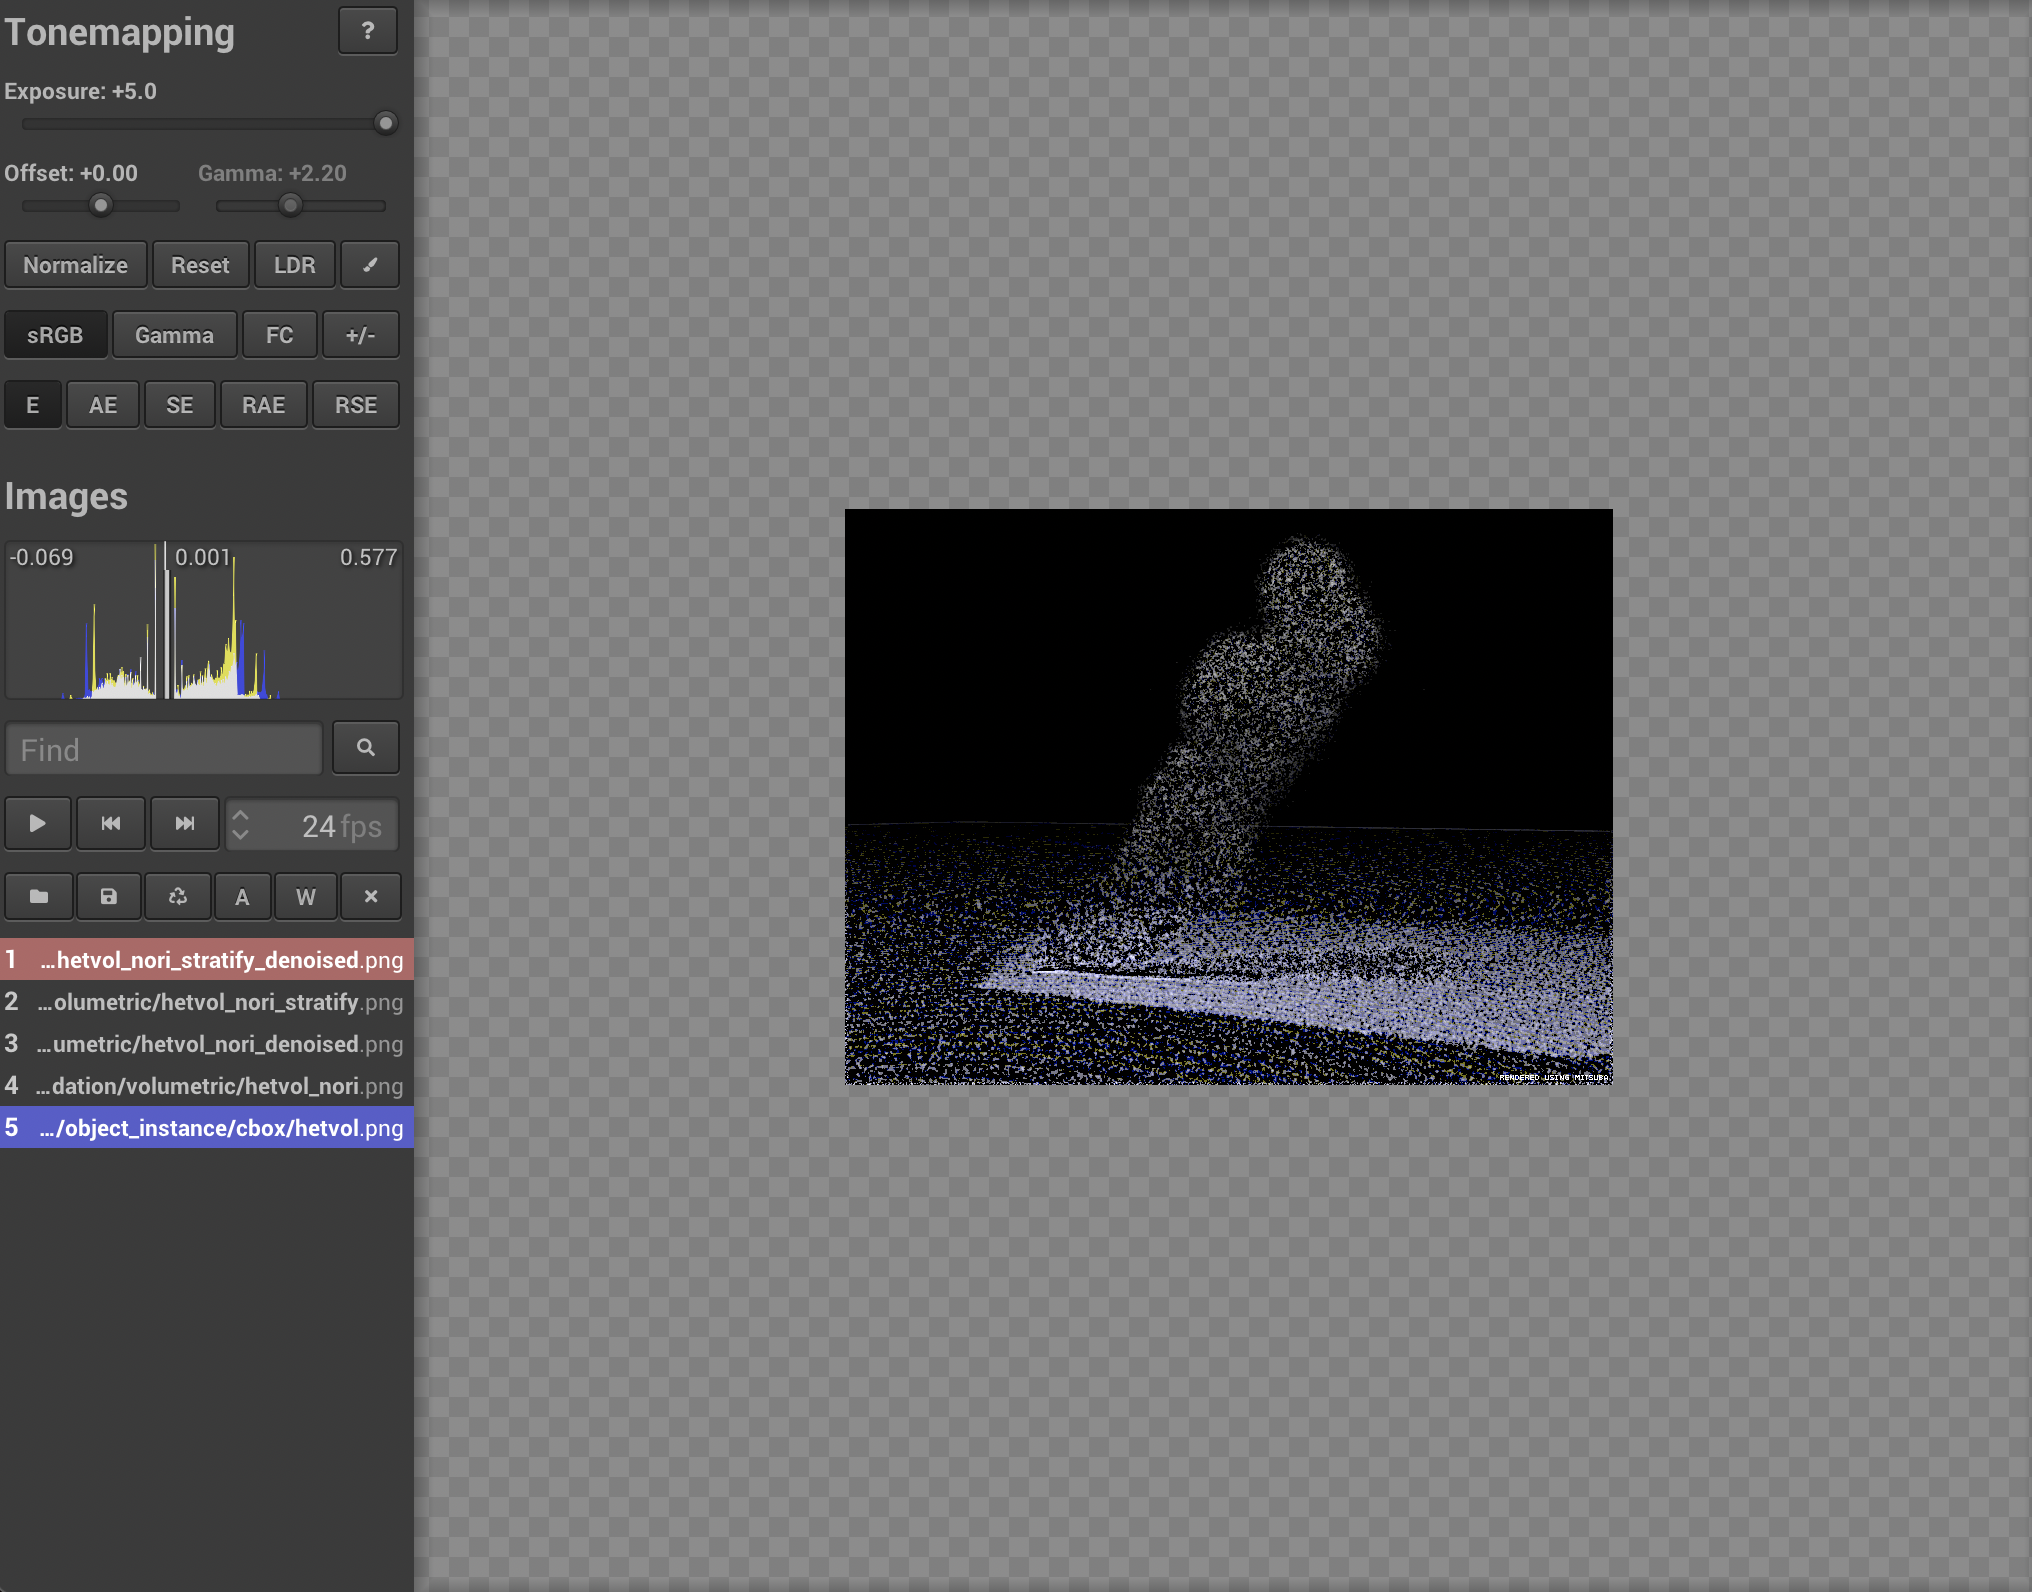 Tonemapping
?
Exposure: +5.0
Offset: +0.00 Gamma: +2.20
Normalize Reset LDR
sRGB Gamma FC +/-
E AE SE RAE RSE
Images
-0.069 0.001 0.577
Find
24 fps
A W
1 ...hetvol_nori_stratify_denoised.png
2 ...olumetric/hetvol_nori_stratify.png
3 ...umetric/hetvol_nori_denoised.png
4 ...dation/volumetric/hetvol_nori.png
5 .../object_instance/cbox/hetvol.png
RENDERED USING MITSUBA